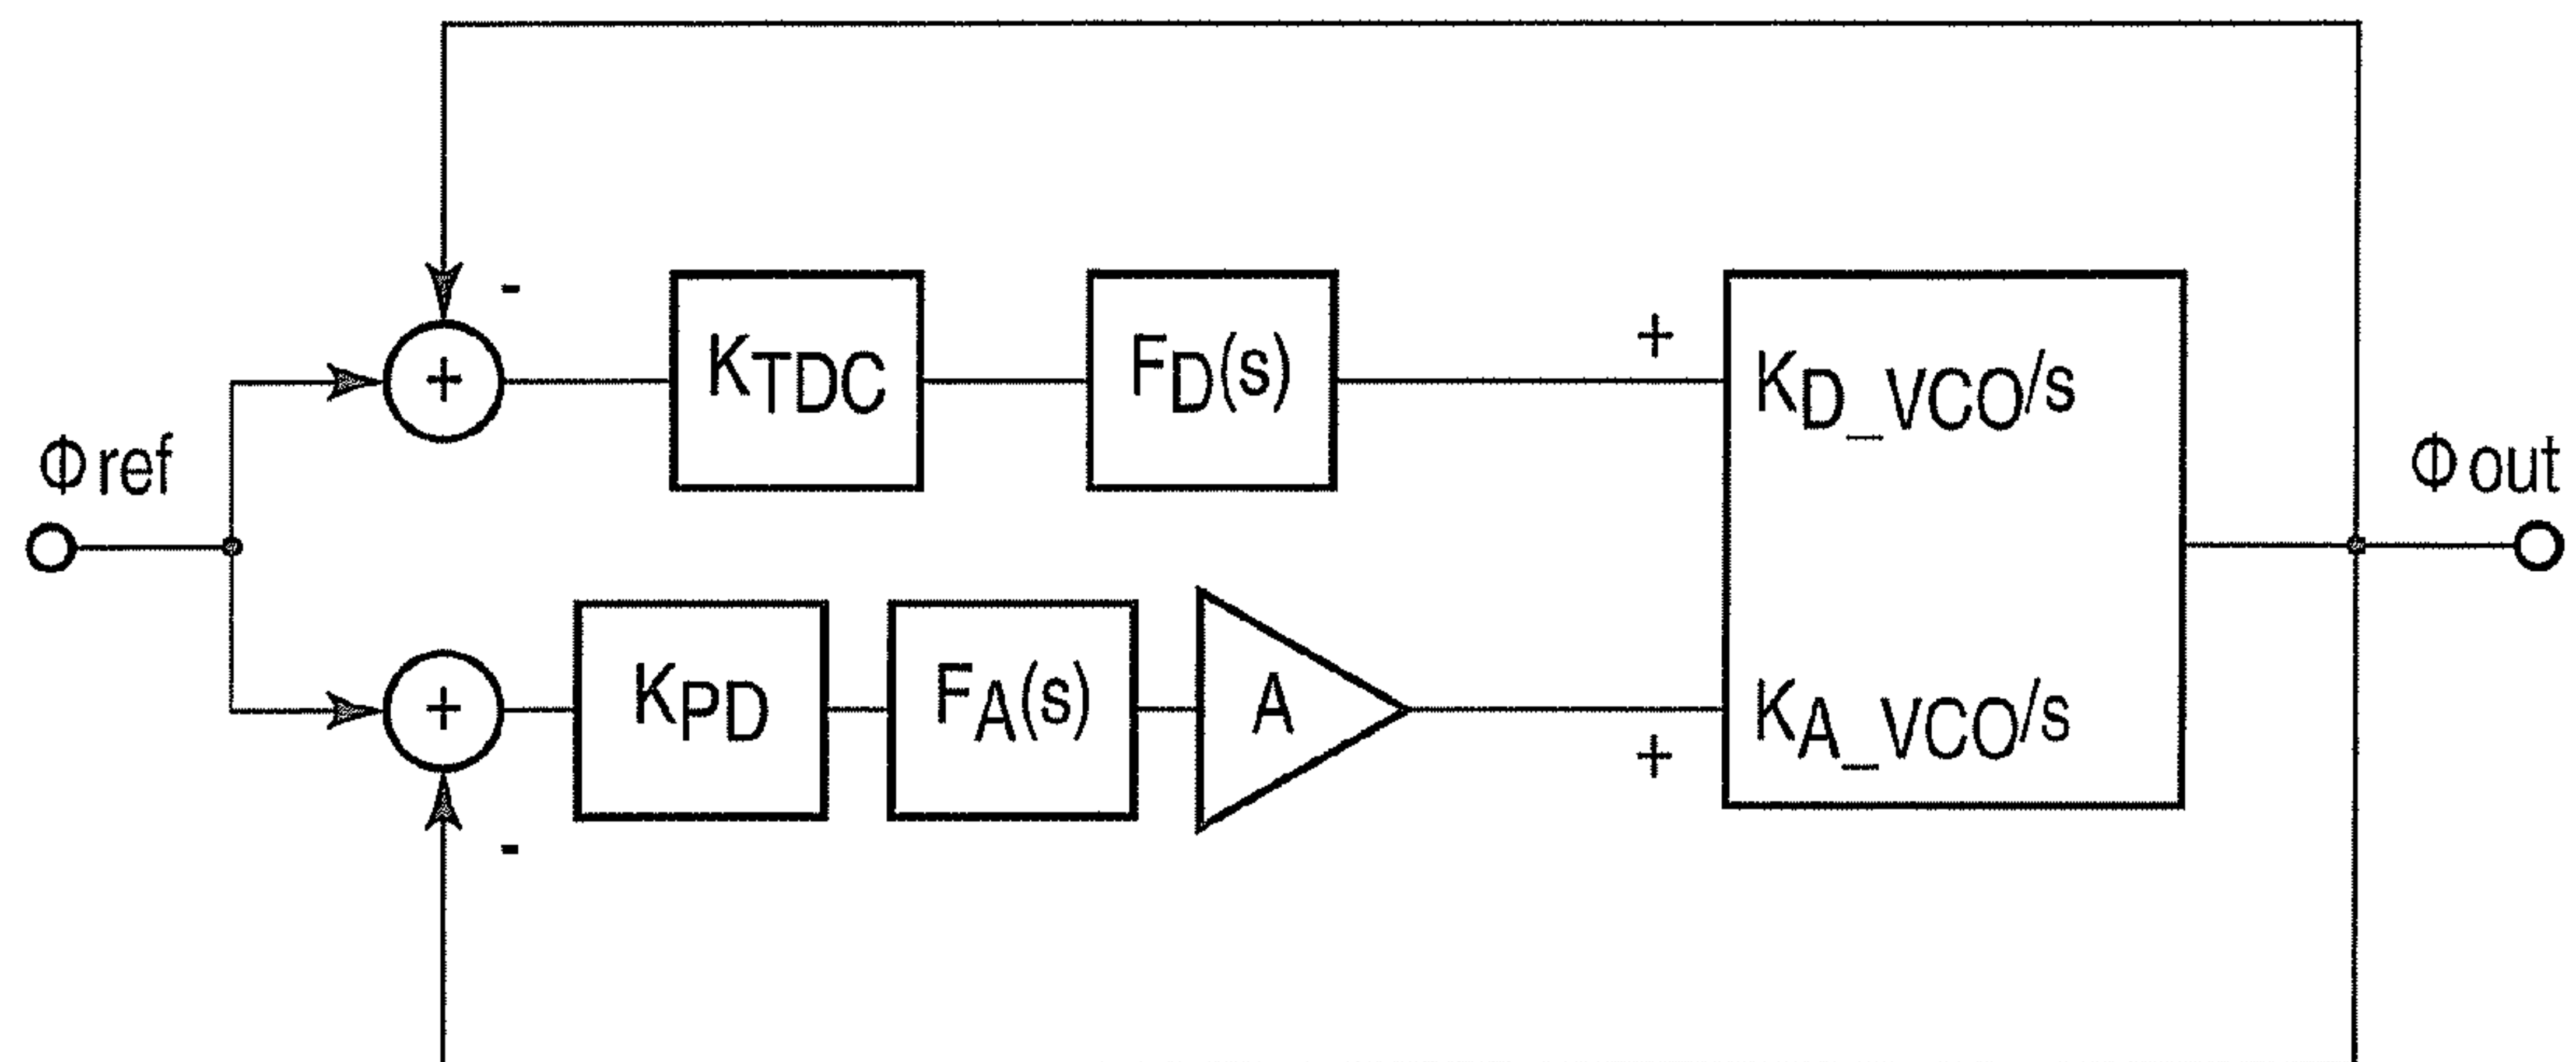 -
+
K_TDC
F_D(s)
+
K_D_VCO/s
Φref
Φout
+
K_PD
F_A(s)
A
+
K_A_VCO/s
-